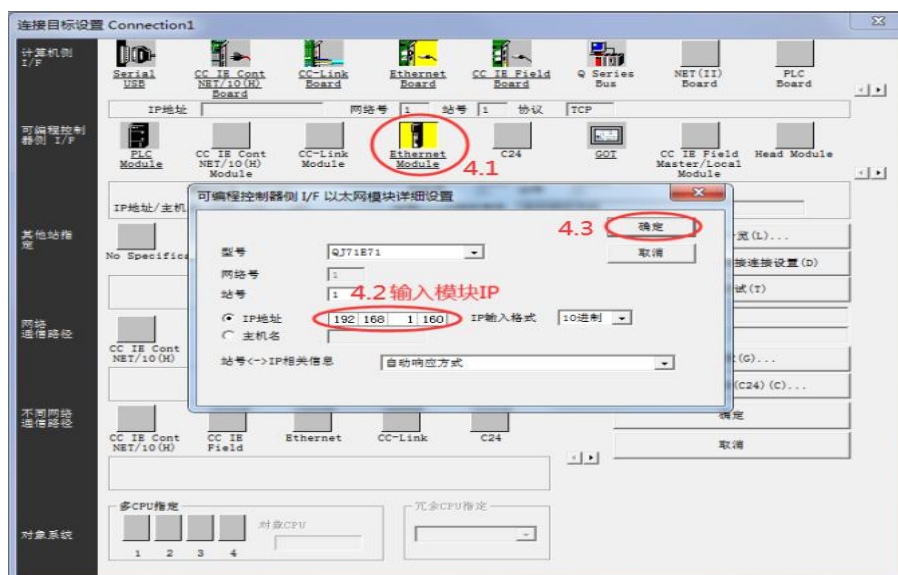 连接目标设置 Connection1
计算机侧
I/F
Serial
USB
CC IE Cont
NET/10(H)
Board
CC-Link
Board
Ethernet
Board
CC IE Field
Board
Q Series
Bus
NET(II)
Board
PLC
Board
IP地址 网络号 1 站号 1 协议 TCP
可编程控制
器侧 I/F
PLC
Module
CC IE Cont
NET/10(H)
Module
CC-Link
Module
Ethernet
Module
C24
GOT
CC IE Field
Master/Local
Module
Head Module
4.1
IP地址/主机
可编程控制器侧 I/F 以太网模块详细设置
4.3
确定
取消
型号 QJ71E71
网络号 1
站号 1
4.2输入模块IP
IP地址 192 168 1 160 IP输入格式 10进制
主机名
站号<->IP相关信息 自动响应方式
其他站指
定
No Specific
览(L)...
接连接设置(D)
试(T)
网络
通信路径
CC IE Cont
NET/10(H)
(G)...
(C24)(C)...
确定
取消
不同网络
通信路径
CC IE Cont
NET/10(H)
CC IE
Field
Ethernet
CC-Link
C24
对象系统
多CPU指定
对象CPU
1 2 3 4
冗余CPU指定